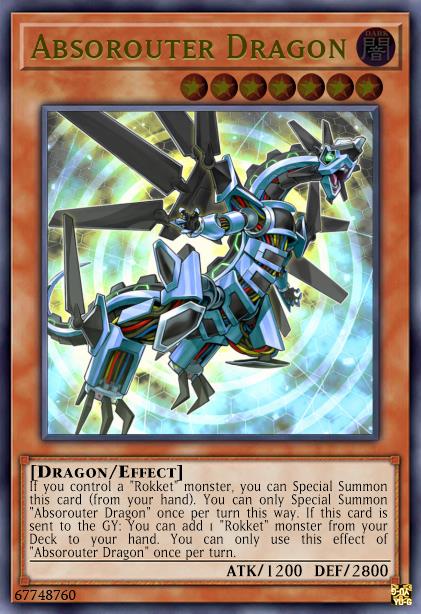 ABSOROUTER DRAGON
DARK
闇
[DRAGON/EFFECT]
If you control a "Rokket" monster, you can Special Summon
this card (from your hand). You can only Special Summon
"Absorouter Dragon" once per turn this way. If this card is
sent to the GY: You can add 1 "Rokket" monster from your
Deck to your hand. You can only use this effect of
"Absorouter Dragon" once per turn.
ATK/1200 DEF/2800
67748760